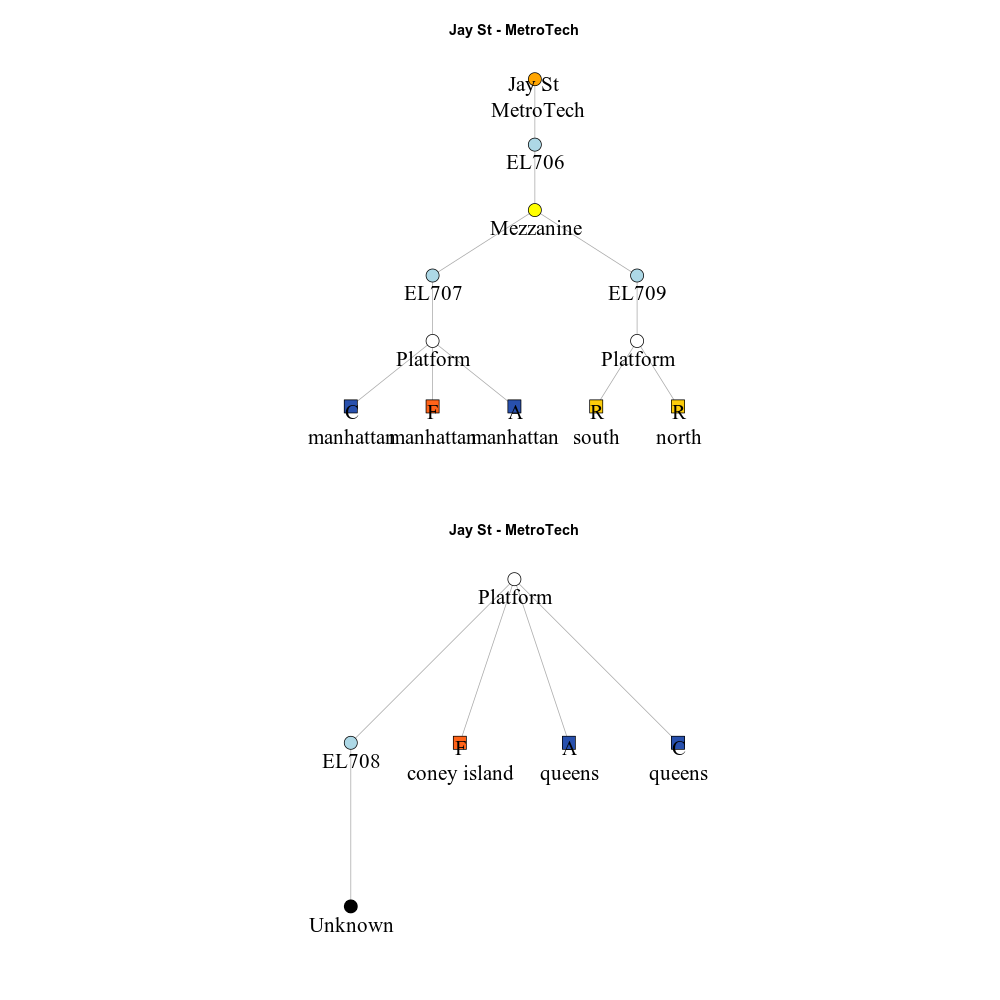 Jay St - MetroTech
Jay St
MetroTech
EL706
Mezzanine
EL707 EL709
Platform Platform
C F A R R
manhattan manhattan manhattan south north
Jay St - MetroTech
Platform
EL708 F A C
coney island queens queens
Unknown